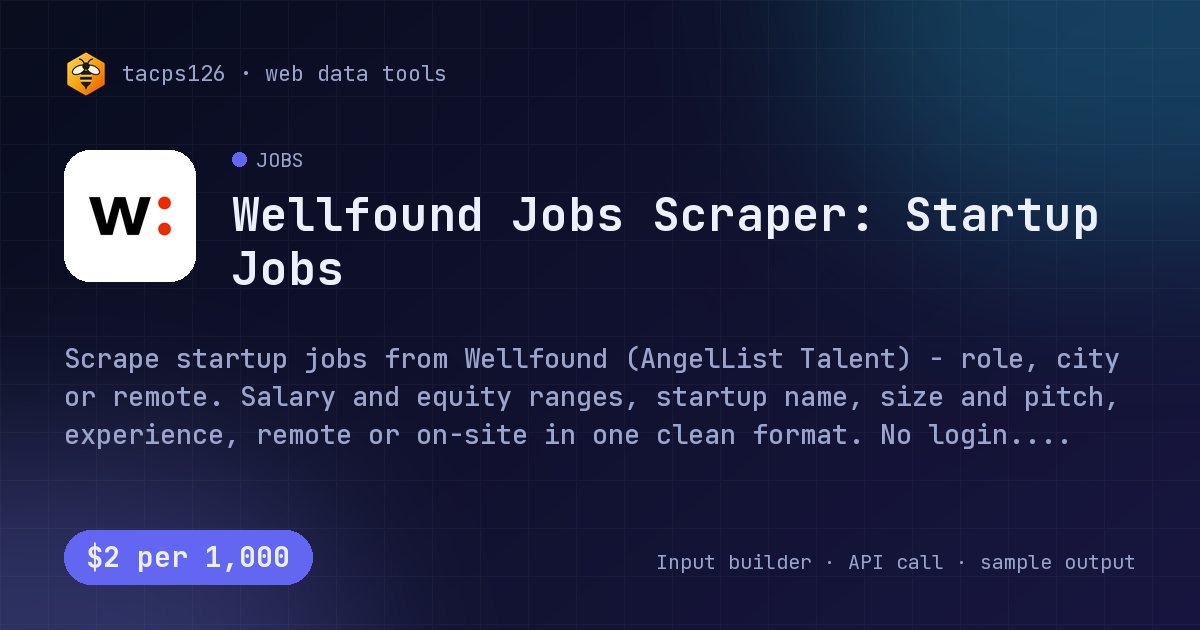 tacps126 · web data tools
w:
JOBS
Wellfound Jobs Scraper: Startup
Jobs
Scrape startup jobs from Wellfound (AngelList Talent) - role, city
or remote. Salary and equity ranges, startup name, size and pitch,
experience, remote or on-site in one clean format. No login....
$2 per 1,000
Input builder · API call · sample output